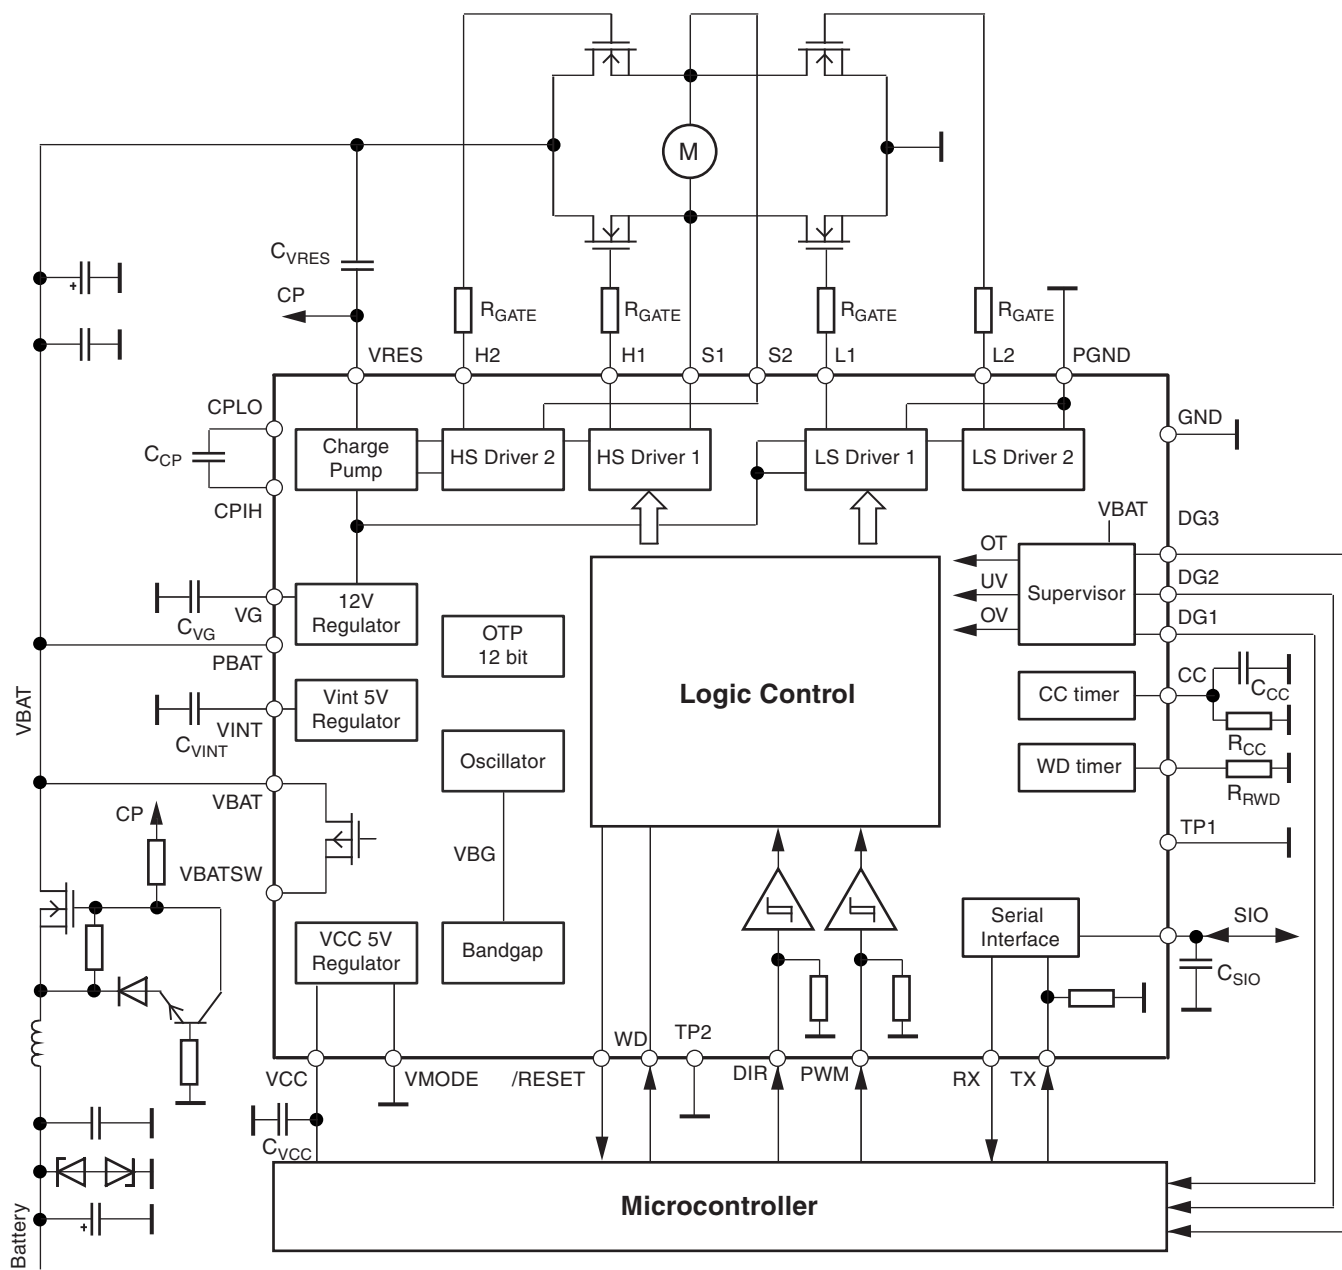 M
CVRES
CP
RGATE
RGATE
RGATE
RGATE
VRES
H2
H1
S1
S2
L1
L2
PGND
CPLO
GND
CCP
Charge
Pump
HS Driver 2
HS Driver 1
LS Driver 1
LS Driver 2
CPIH
VBAT
DG3
OT
UV
OV
Supervisor
DG2
DG1
VG
CVG
12V
Regulator
OTP
12 bit
PBAT
Logic Control
CC
CCC
CC timer
RCC
VBAT
VINT
CVINT
Vint 5V
Regulator
Oscillator
WD timer
RRWD
VBAT
CP
VBG
TP1
VBATSW
VCC 5V
Regulator
Bandgap
Serial
Interface
SIO
CSIO
VCC
VMODE
/RESET
WD
TP2
DIR
PWM
RX
TX
CVCC
Microcontroller
Battery
+
+